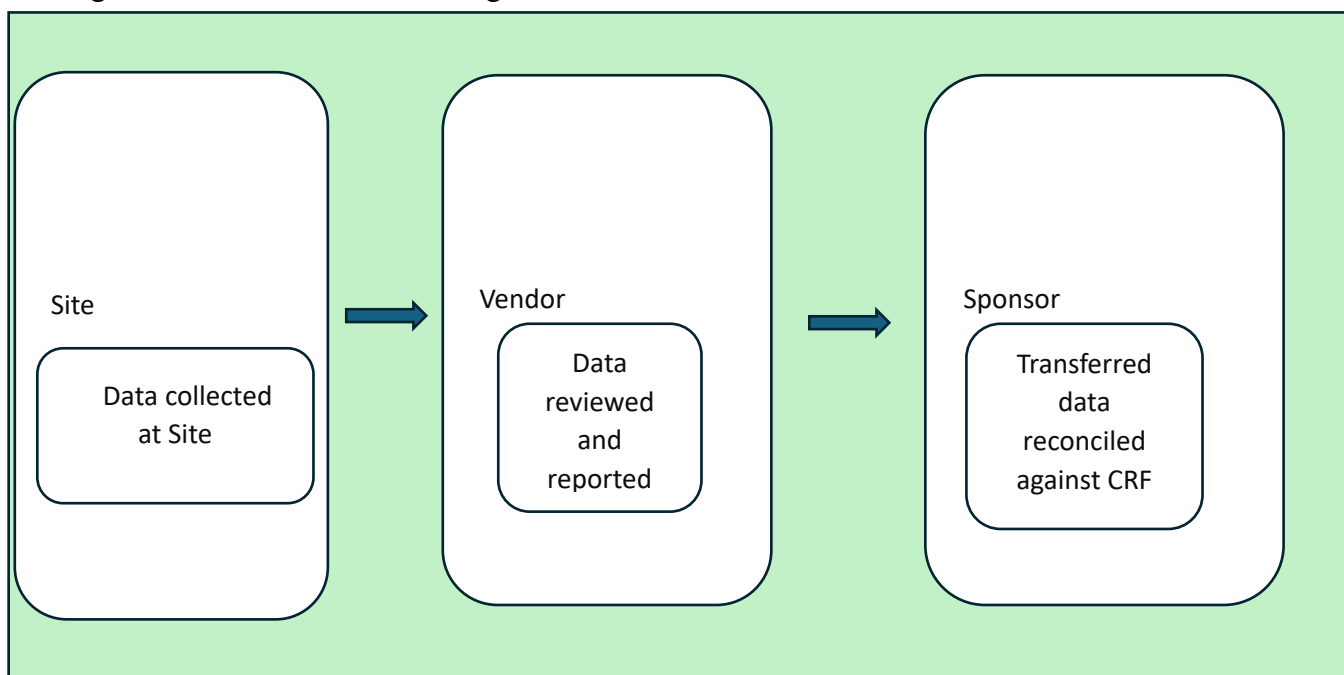 Site
Data collected
at Site
Vendor
Data
reviewed
and
reported
Sponsor
Transferred
data
reconciled
against CRF